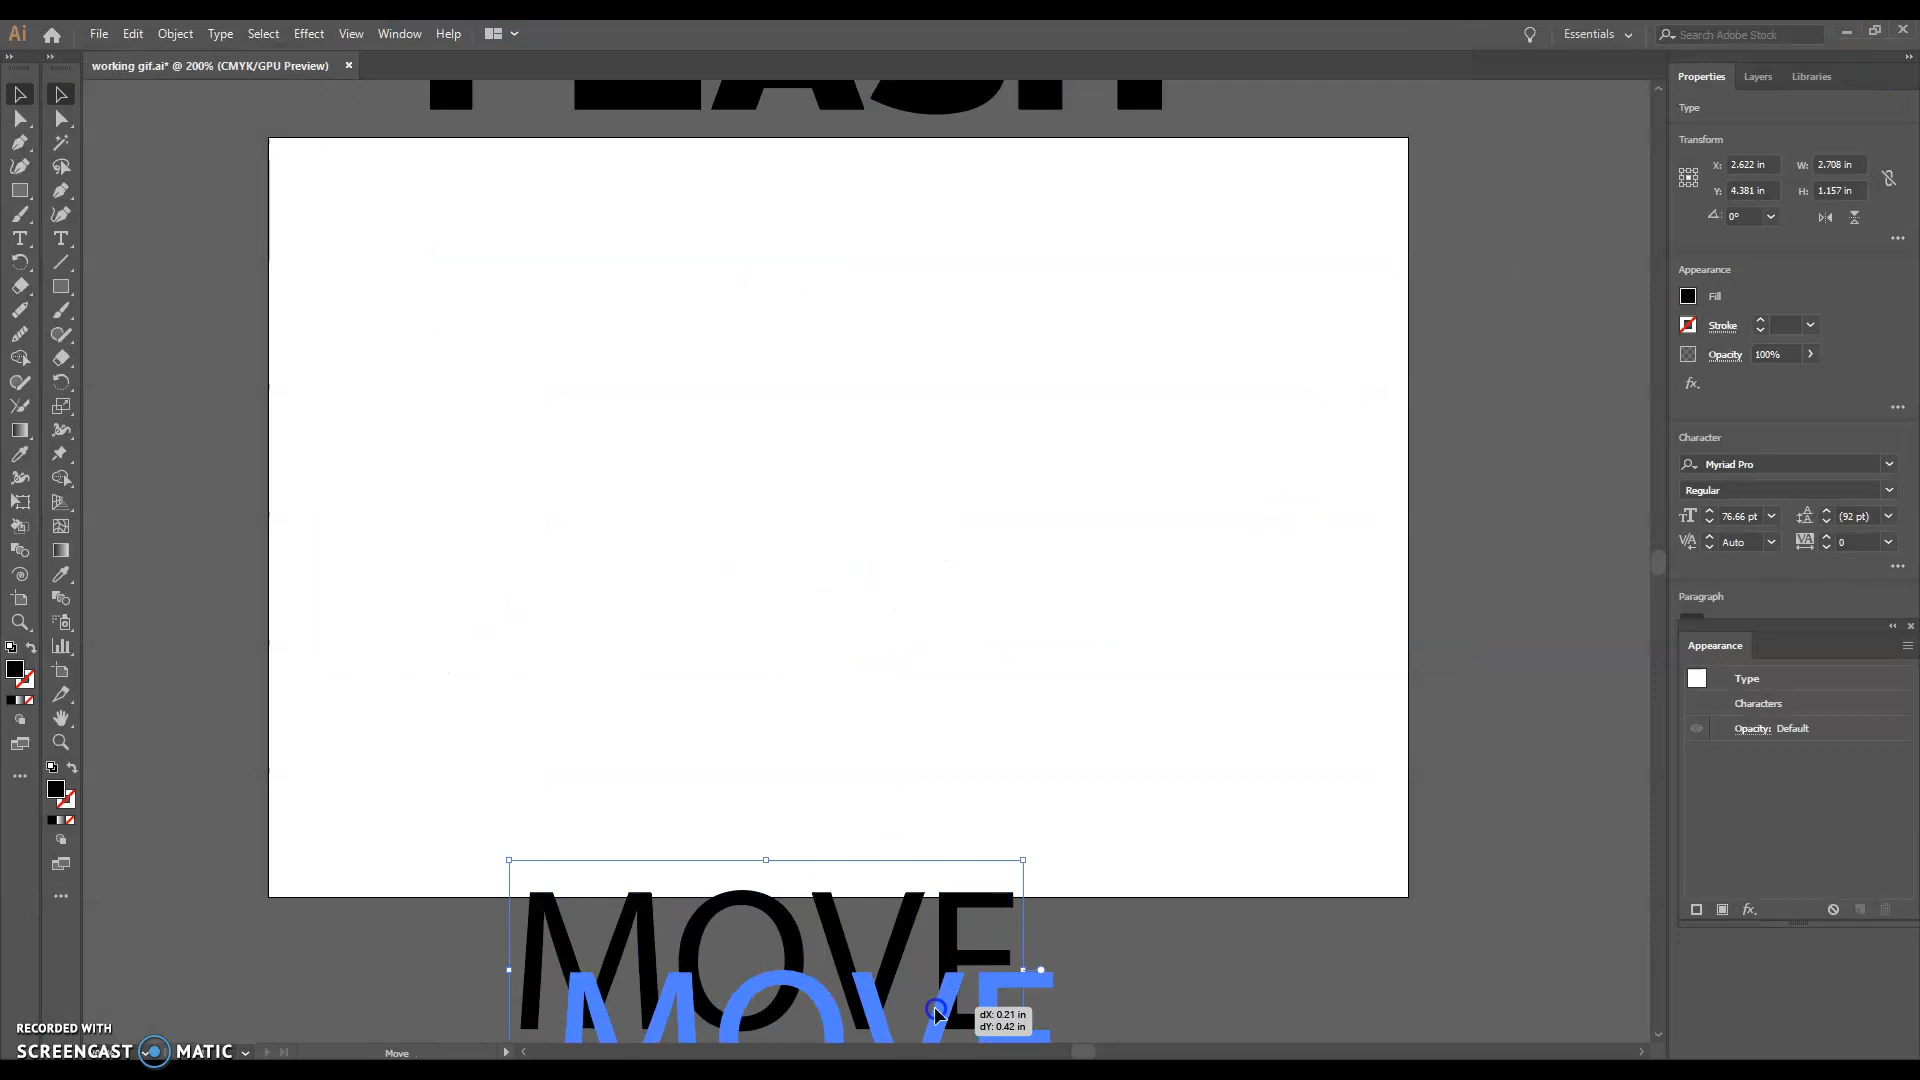 Ai File Edit Object Type Select Effect View Window Help Essentials Search Adobe Stock
working gif.ai* @ 200% (CMYK/GPU Preview) ×
FLASH
Properties Layers Libraries
Type
Transform
X: 2.622 in W: 2.708 in
Y: 4.381 in H: 1.157 in
0°
Appearance
Fill
Stroke
Opacity 100%
fx.
Character
Myriad Pro
Regular
76.66 pt (92 pt)
Auto 0
Paragraph
Appearance
Type
Characters
Opacity: Default
fx.
MOVE
MOVE
dX: 0.21 in
dY: 0.42 in
RECORDED WITH
SCREENCAST MATIC
Move